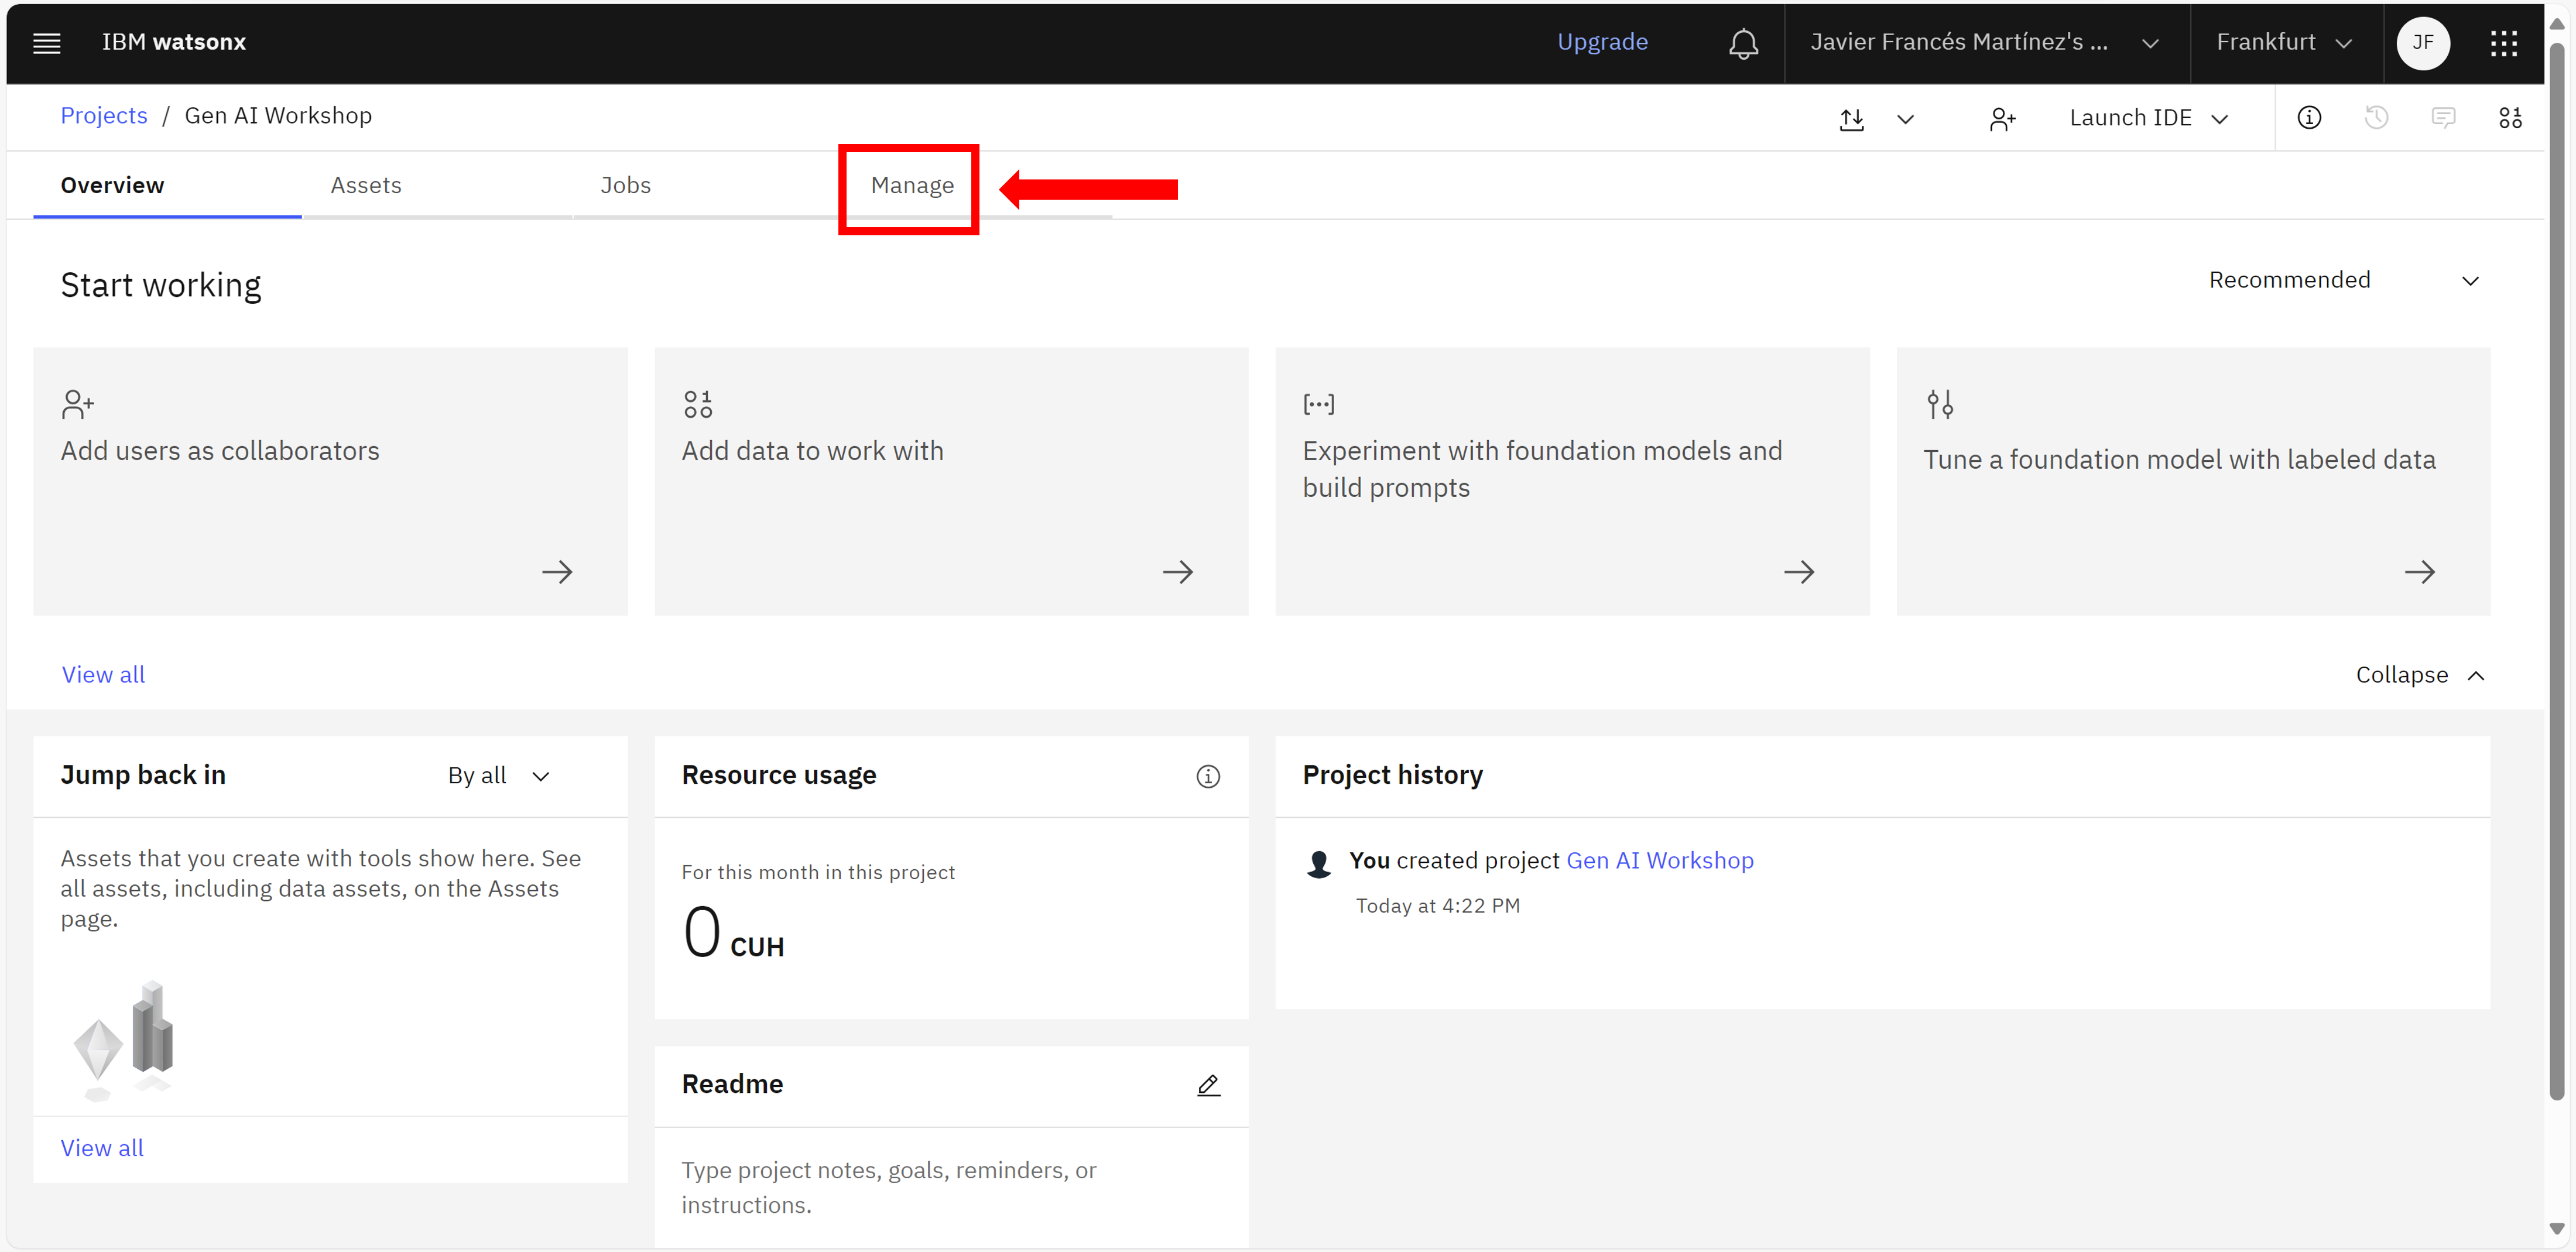 IBM watsonx
Upgrade
Javier Francés Martínez's ...
Frankfurt
JF
Projects / Gen AI Workshop
Launch IDE
Overview
Assets
Jobs
Manage
Start working
Recommended
Add users as collaborators
Add data to work with
Experiment with foundation models and
build prompts
Tune a foundation model with labeled data
View all
Collapse
Jump back in
By all
Assets that you create with tools show here. See
all assets, including data assets, on the Assets
page.
View all
Resource usage
For this month in this project
0 CUH
Readme
Type project notes, goals, reminders, or
instructions.
Project history
You created project Gen AI Workshop
Today at 4:22 PM